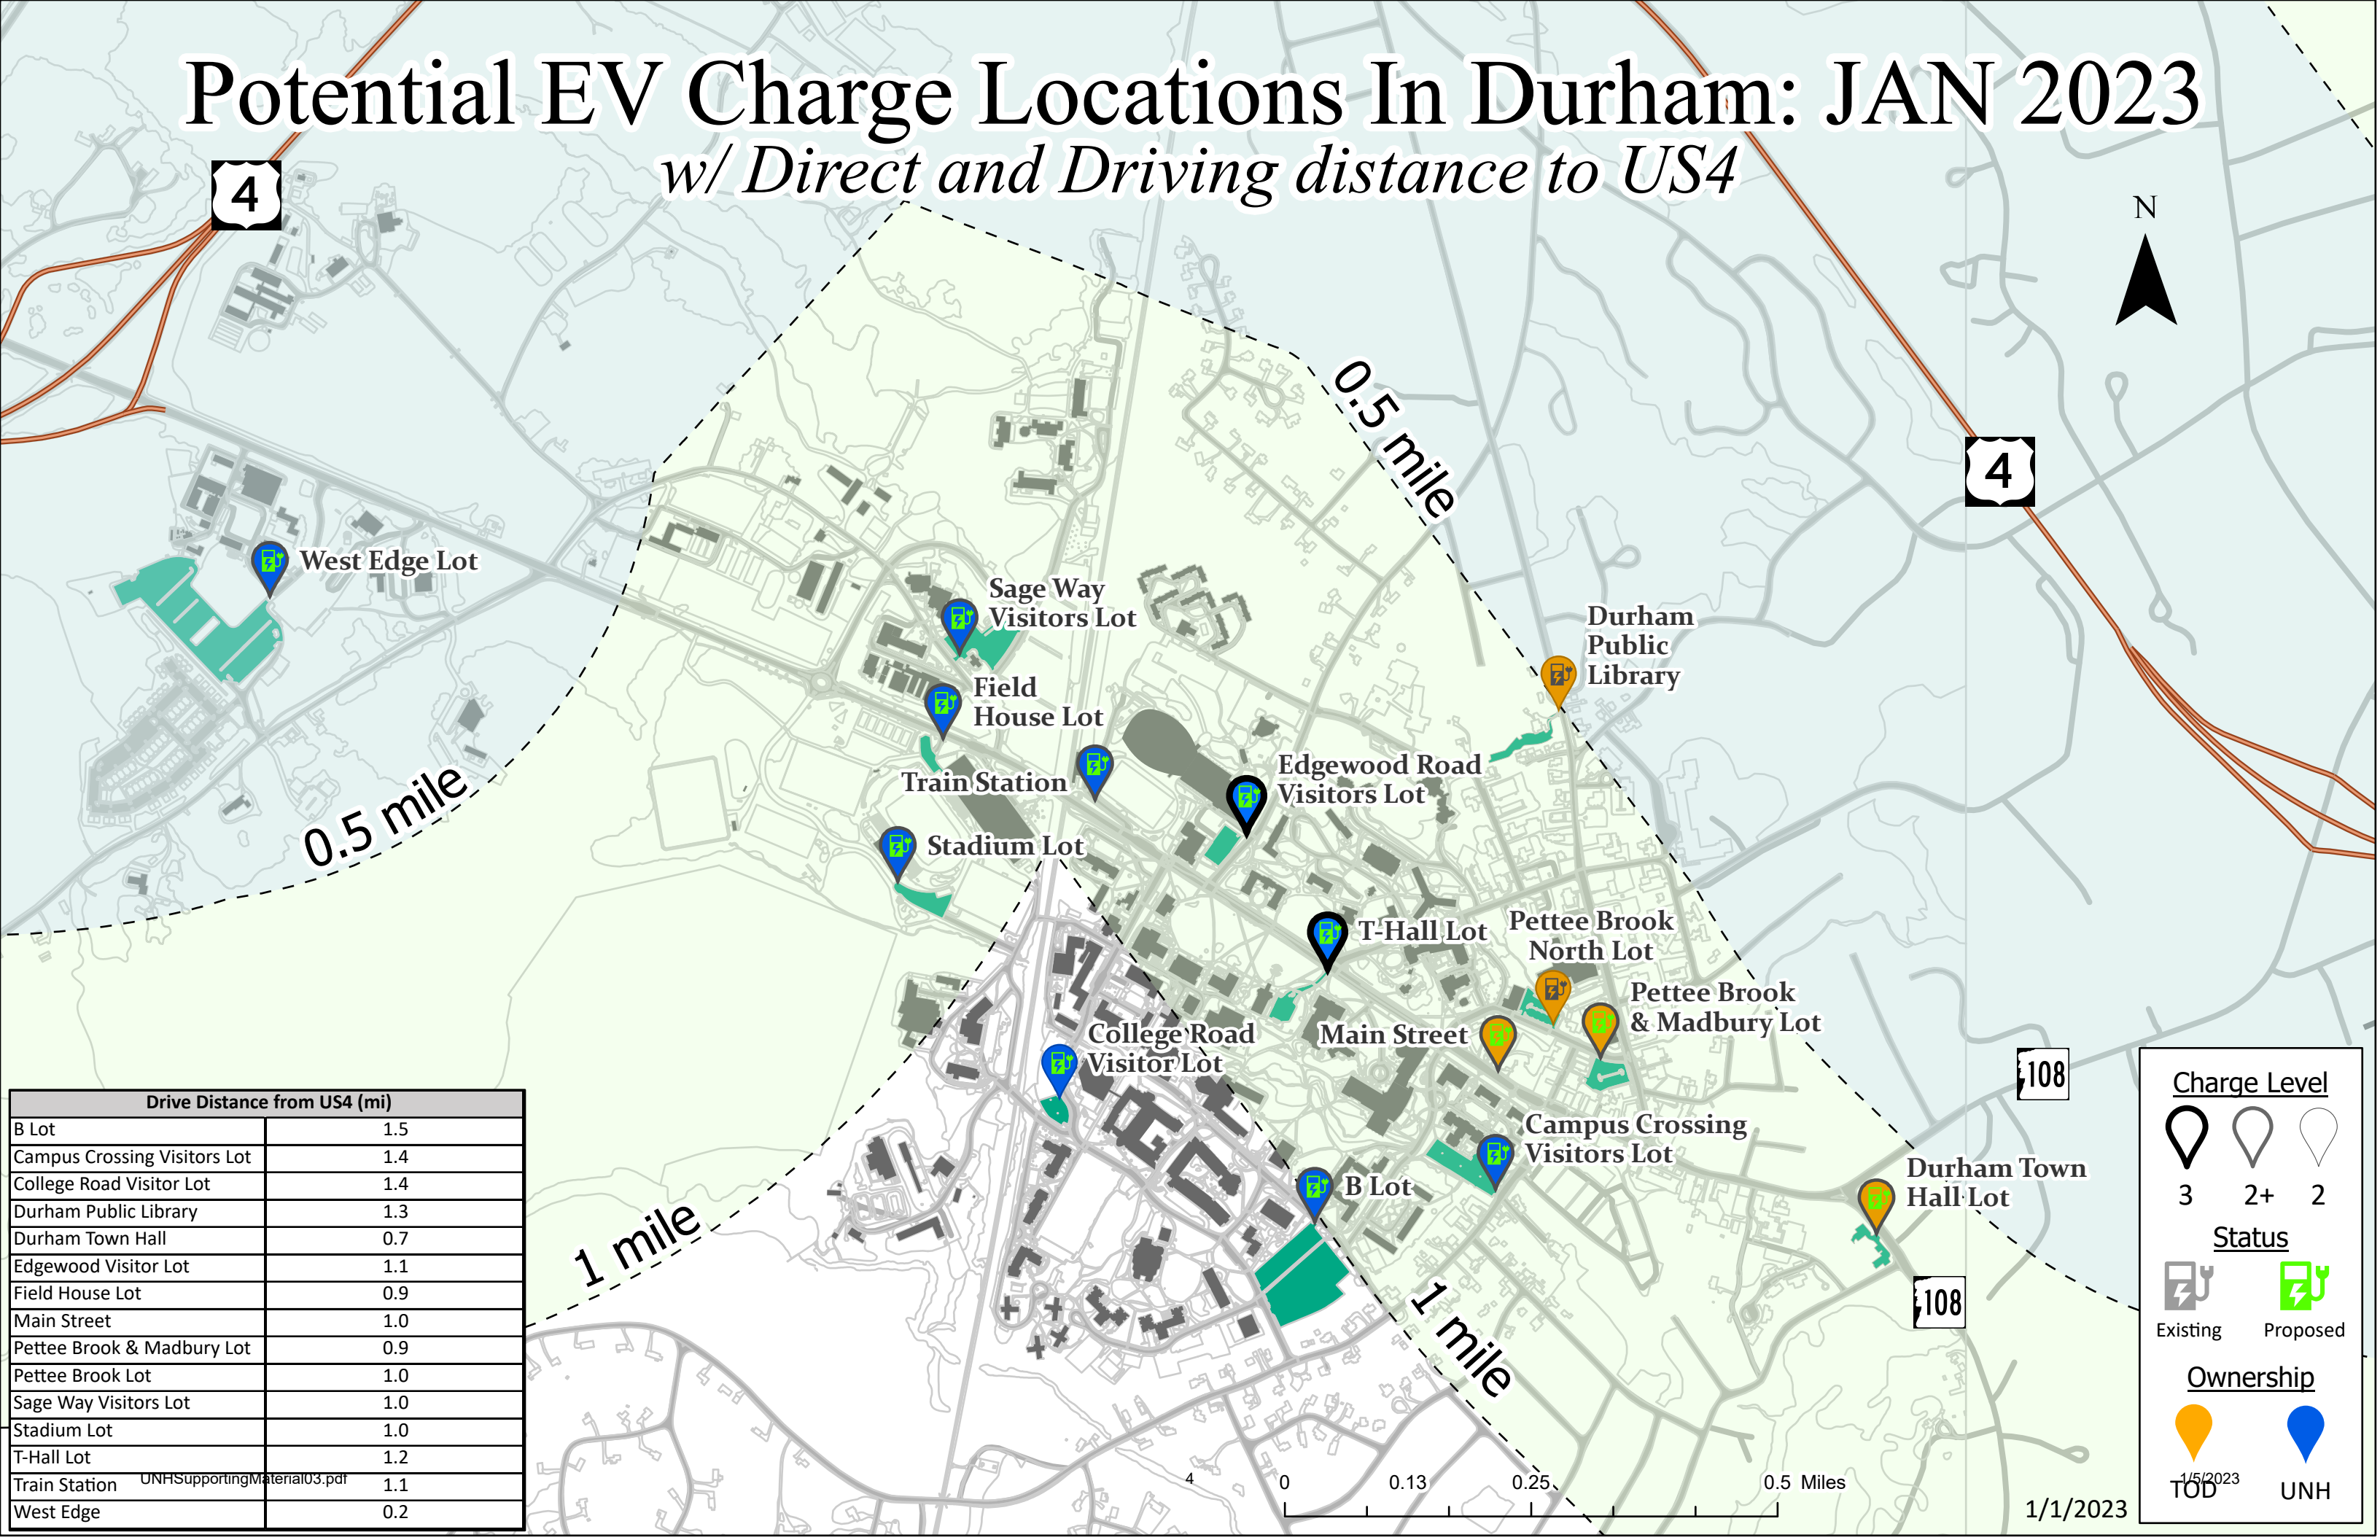 Potential EV Charge Locations In Durham: JAN 2023
w/ Direct and Driving distance to US4
4
N
0.5 mile
4
West Edge Lot
Sage Way
Visitors Lot
Durham
Public
Library
Field
House Lot
Train Station
Edgewood Road
Visitors Lot
0.5 mile
Stadium Lot
T-Hall Lot
Pettee Brook
North Lot
Pettee Brook
& Madbury Lot
Main Street
College Road
Visitor Lot
108
Campus Crossing
Visitors Lot
B Lot
Durham Town
Hall Lot
1 mile
108
1 mile
Drive Distance from US4 (mi)
B Lot 1.5
Campus Crossing Visitors Lot 1.4
College Road Visitor Lot 1.4
Durham Public Library 1.3
Durham Town Hall 0.7
Edgewood Visitor Lot 1.1
Field House Lot 0.9
Main Street 1.0
Pettee Brook & Madbury Lot 0.9
Pettee Brook Lot 1.0
Sage Way Visitors Lot 1.0
Stadium Lot 1.0
T-Hall Lot 1.2
Train Station 1.1
West Edge 0.2
UNHSupportingMaterial03.pdf
4
0 0.13 0.25 0.5 Miles
1/1/2023
Charge Level
3 2+ 2
Status
Existing Proposed
Ownership
1/5/2023
TOD UNH